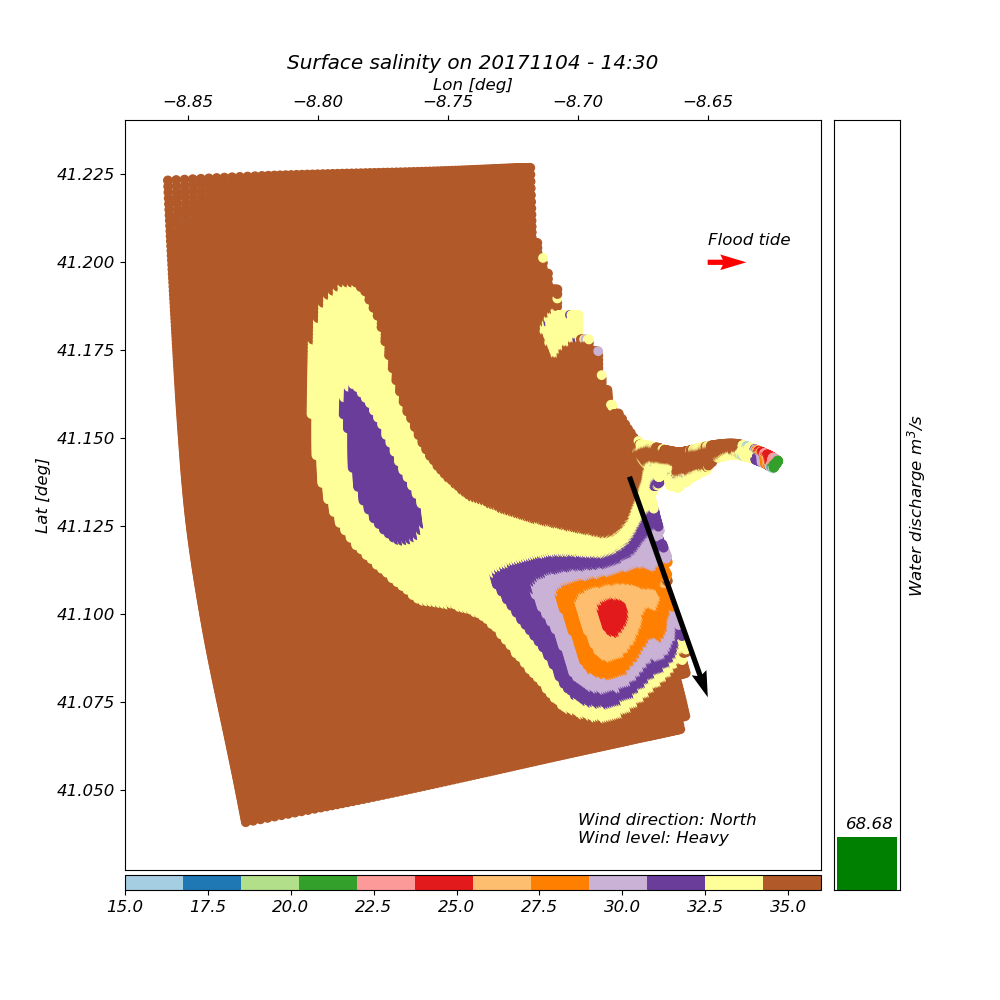 Surface salinity on 20171104 - 14:30
Lon [deg]
−8.85 −8.80 −8.75 −8.70 −8.65
41.225
41.200
41.175
41.150
41.125
41.100
41.075
41.050
Lat [deg]
Flood tide
Wind direction: North
Wind level: Heavy
15.0 17.5 20.0 22.5 25.0 27.5 30.0 32.5 35.0
68.68
Water discharge m³/s